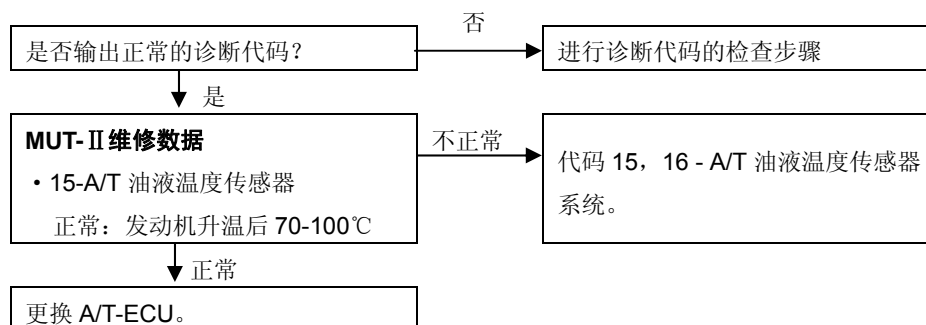 否
是否输出正常的诊断代码？
进行诊断代码的检查步骤
是
MUT-Ⅱ维修数据
·15-A/T 油液温度传感器
正常：发动机升温后 70-100℃
不正常
代码 15，16 - A/T 油液温度传感器
系统。
正常
更换 A/T-ECU。